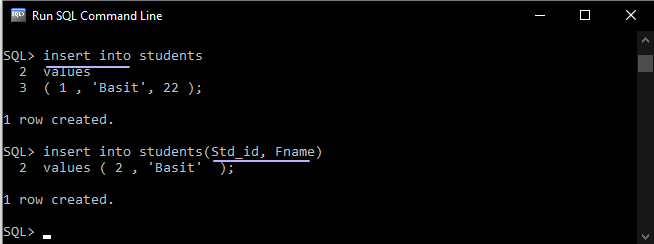 Run SQL Command Line
SQL> insert into students
2 values
3 ( 1 , 'Basit', 22 );
1 row created.
SQL> insert into students(Std_id, Fname)
2 values ( 2 , 'Basit' );
1 row created.
SQL>